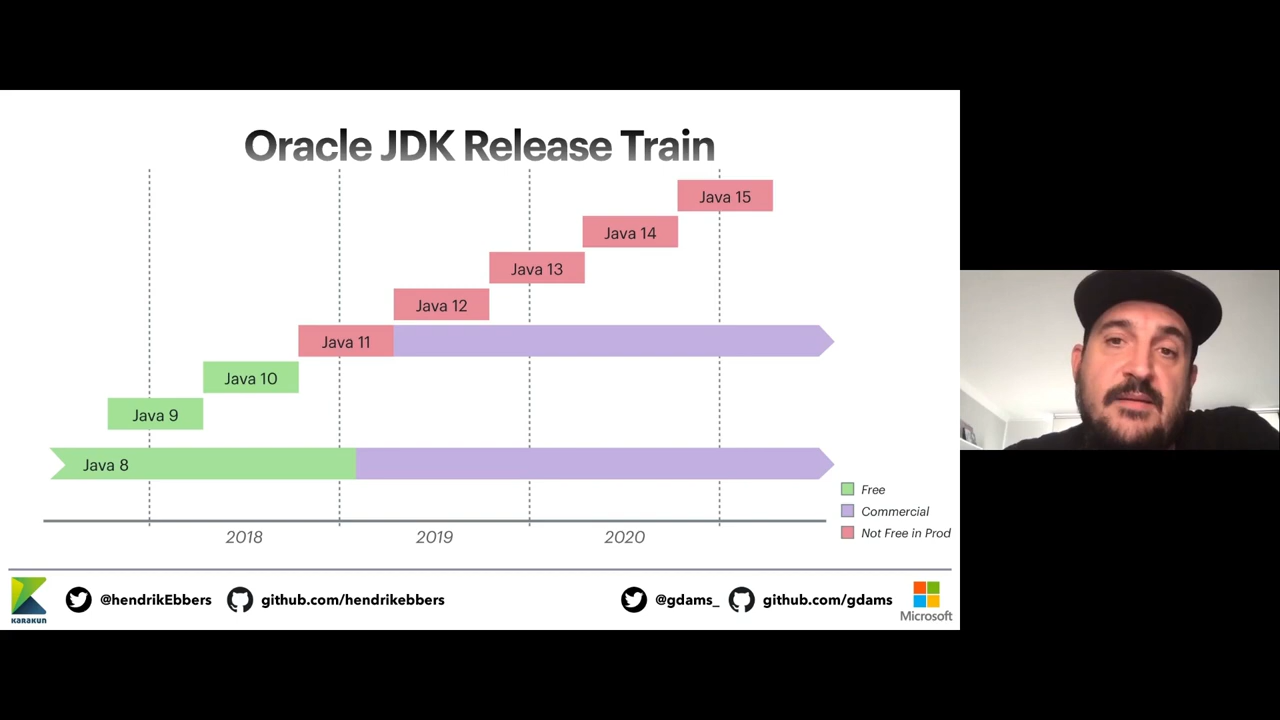 Oracle JDK Release Train
Java 15
Java 14
Java 13
Java 12
Java 11
Java 10
Java 9
Java 8
Free
Commercial
Not Free in Prod
2018 2019 2020
KARAKUN @hendrikEbbers github.com/hendrikebbers @gdams_ github.com/gdams Microsoft